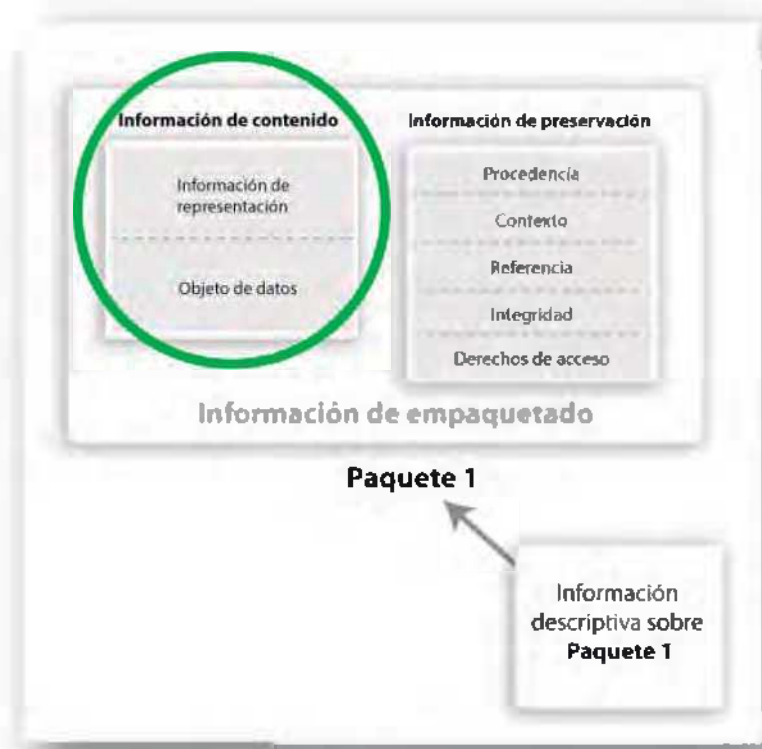 Información de contenido
Información de
representación
Objeto de datos
Información de preservación
Procedencia
Contexto
Referencia
Integridad
Derechos de acceso
Información de empaquetado
Paquete 1
Información
descriptiva sobre
Paquete 1